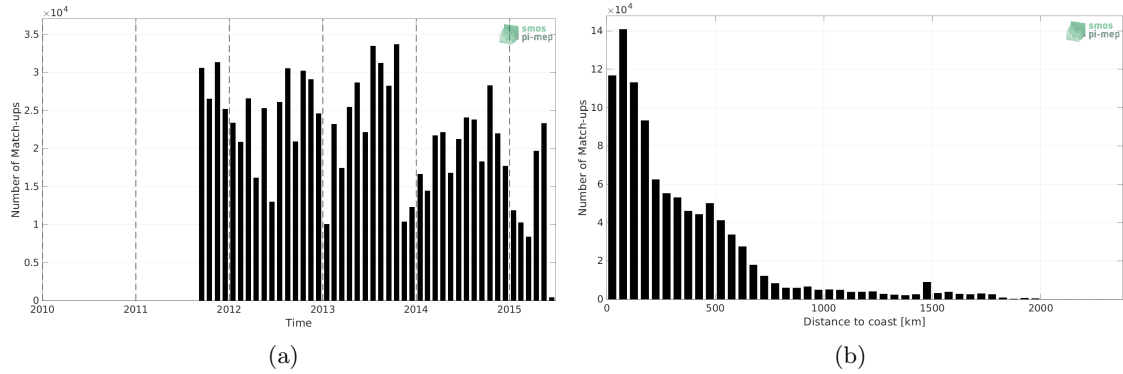 ×10⁴
3.5
3
2.5
2
1.5
1
0.5
0
Number of Match-ups
2010
2011
2012
2013
2014
2015
Time
smos
pi-mep
(a)
×10⁴
14
12
10
8
6
4
2
0
Number of Match-ups
0
500
1000
1500
2000
Distance to coast [km]
smos
pi-mep
(b)